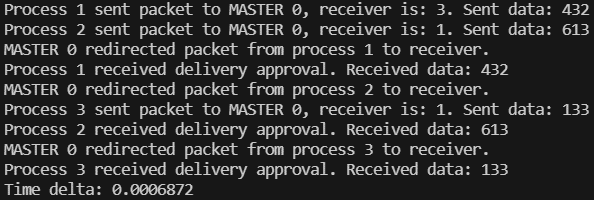 Process 1 sent packet to MASTER 0, receiver is: 3. Sent data: 432
Process 2 sent packet to MASTER 0, receiver is: 1. Sent data: 613
MASTER 0 redirected packet from process 1 to receiver.
Process 1 received delivery approval. Received data: 432
MASTER 0 redirected packet from process 2 to receiver.
Process 3 sent packet to MASTER 0, receiver is: 1. Sent data: 133
Process 2 received delivery approval. Received data: 613
MASTER 0 redirected packet from process 3 to receiver.
Process 3 received delivery approval. Received data: 133
Time delta: 0.0006872